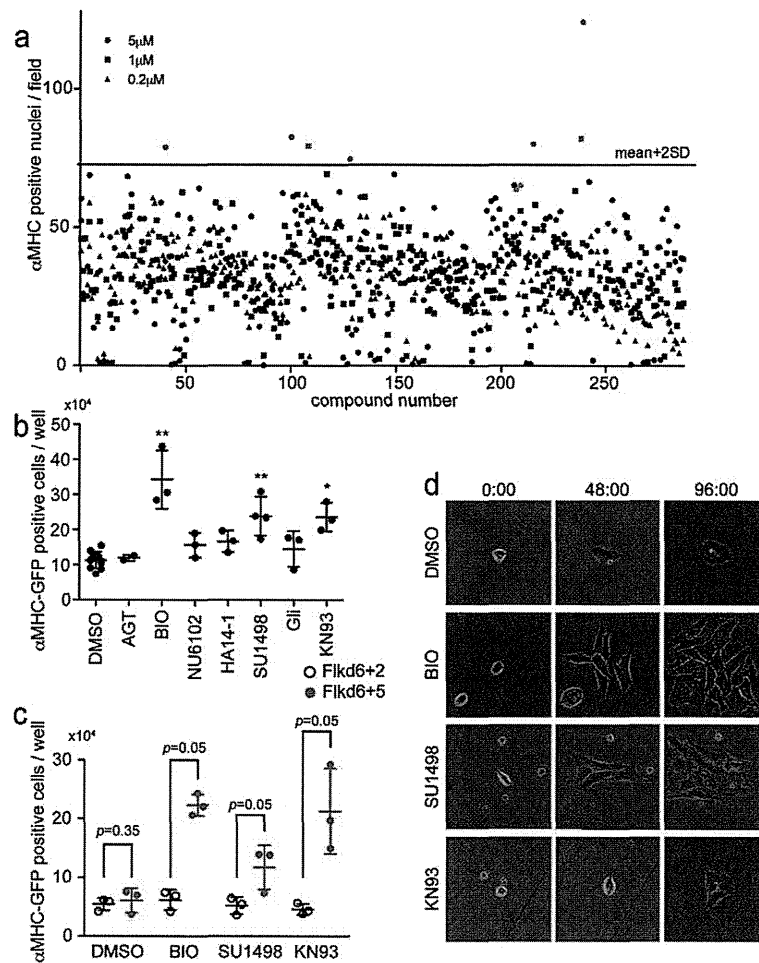 a
αMHC positive nuclei / field
100
50
0
5μM
1μM
0.2μM
mean+2SD
50
100
150
200
250
compound number
b
αMHC-GFP positive cells / well
x10⁴
50
40
30
20
10
0
**
**
*
DMSO
AGT
BIO
NU6102
HA14-1
SU1498
Gli
KN93
Flkd6+2
Flkd6+5
c
αMHC-GFP positive cells / well
x10⁴
30
20
10
0
p=0.35
p=0.05
p=0.05
p=0.05
DMSO
BIO
SU1498
KN93
d
0:00
48:00
96:00
DMSO
BIO
SU1498
KN93